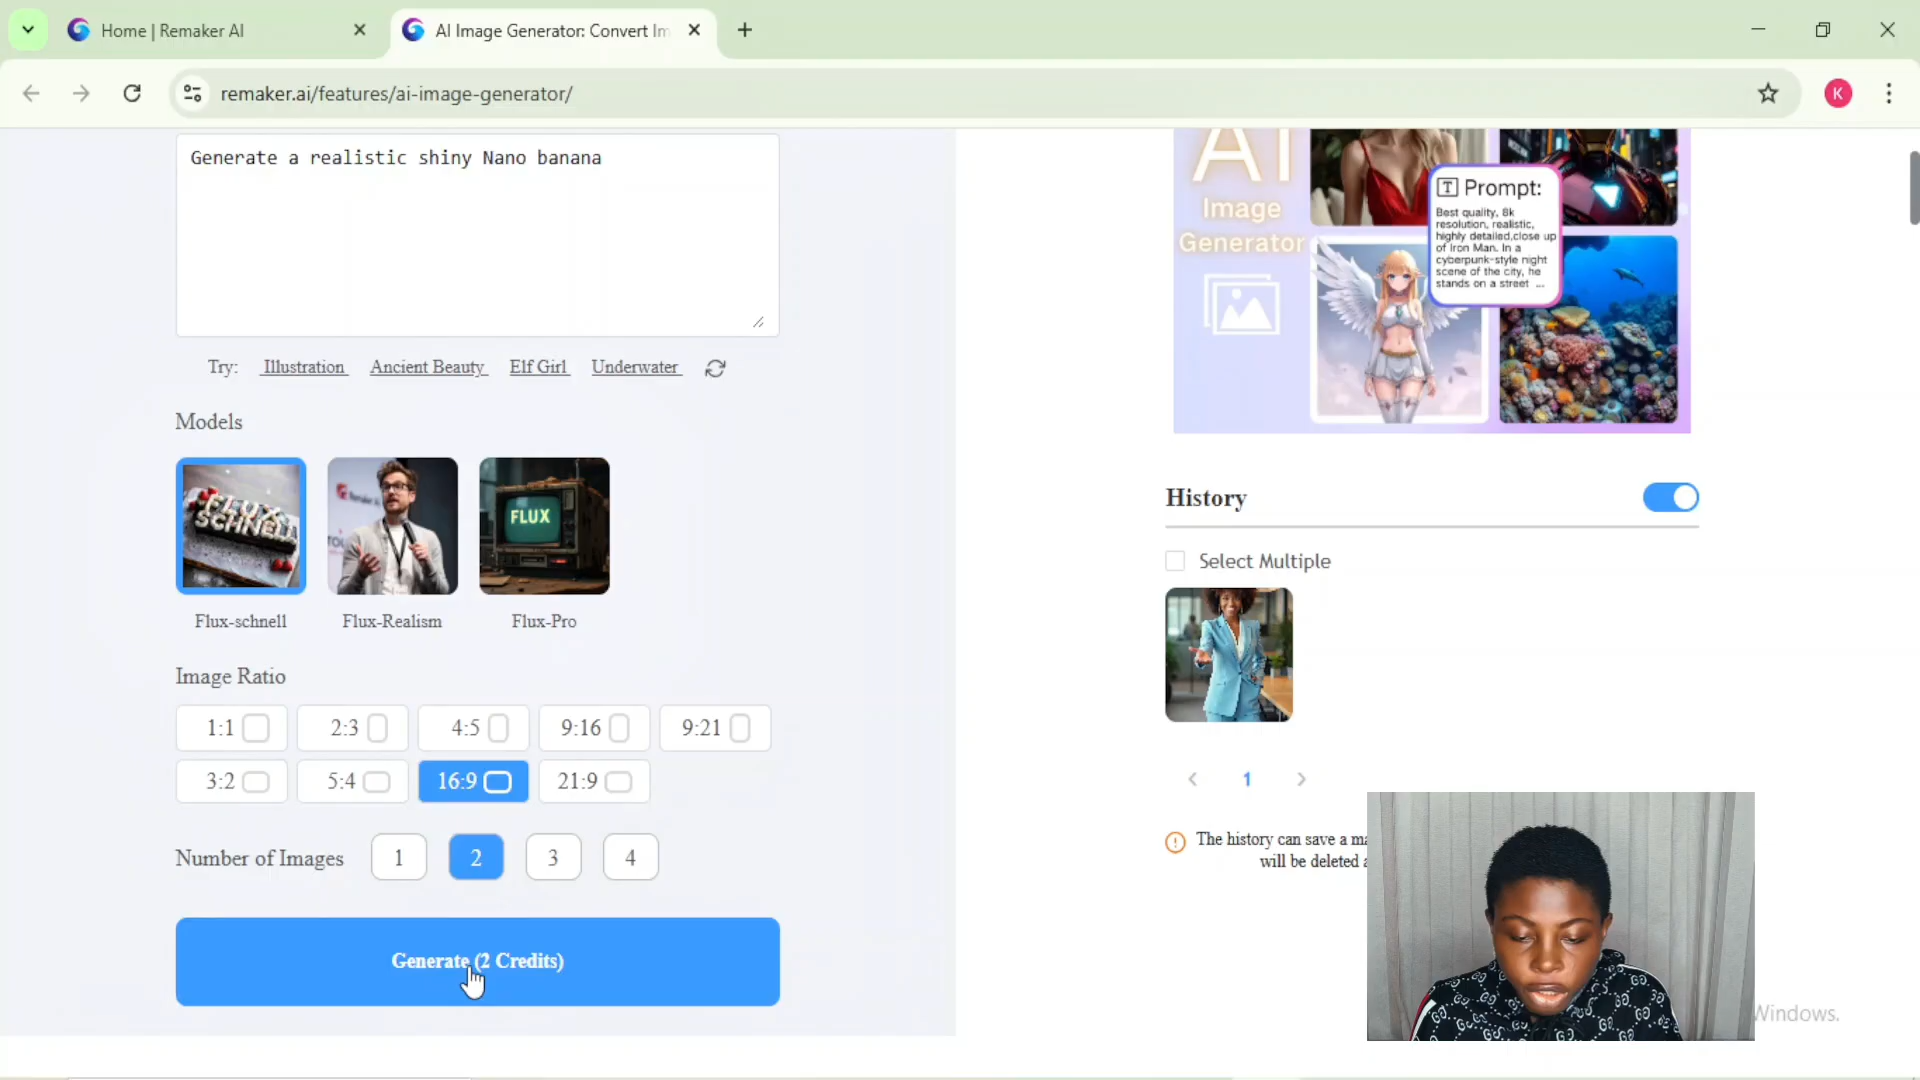 Home | Remaker AI
AI Image Generator: Convert Im
remaker.ai/features/ai-image-generator/
K
Generate a realistic shiny Nano banana
Try: Illustration Ancient Beauty Elf Girl Underwater
Models
FLUX SCHNELL
FLUX
Flux-schnell Flux-Realism Flux-Pro
Image Ratio
1:1 2:3 4:5 9:16 9:21
3:2 5:4 16:9 21:9
Number of Images 1 2 3 4
Generate (2 Credits)
AI
Image
Generator
T Prompt:
Best quality, 8k
resolution, realistic,
highly detailed,close up
of Iron Man. In a
cyberpunk-style night
scene of the city, he
stands on a street ...
History
Select Multiple
1
The history can save a ma
will be deleted a
Windows.